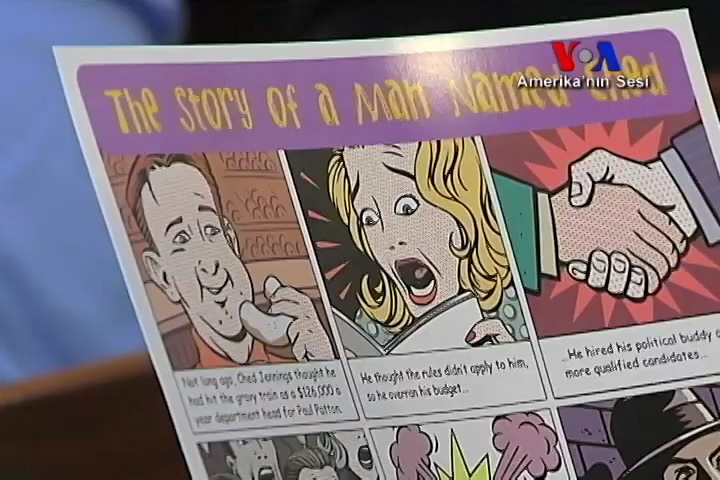 VOA
Amerika'nın Sesi
The Story of a Man Named Ched
Not long ago, Ched Jennings thought he
had hit the gravy train as a $126,000 a
year department head for Paul Patton.
He thought the rules didn't apply to him,
so he overran his budget...
...He hired his political buddy
more qualified candidates...